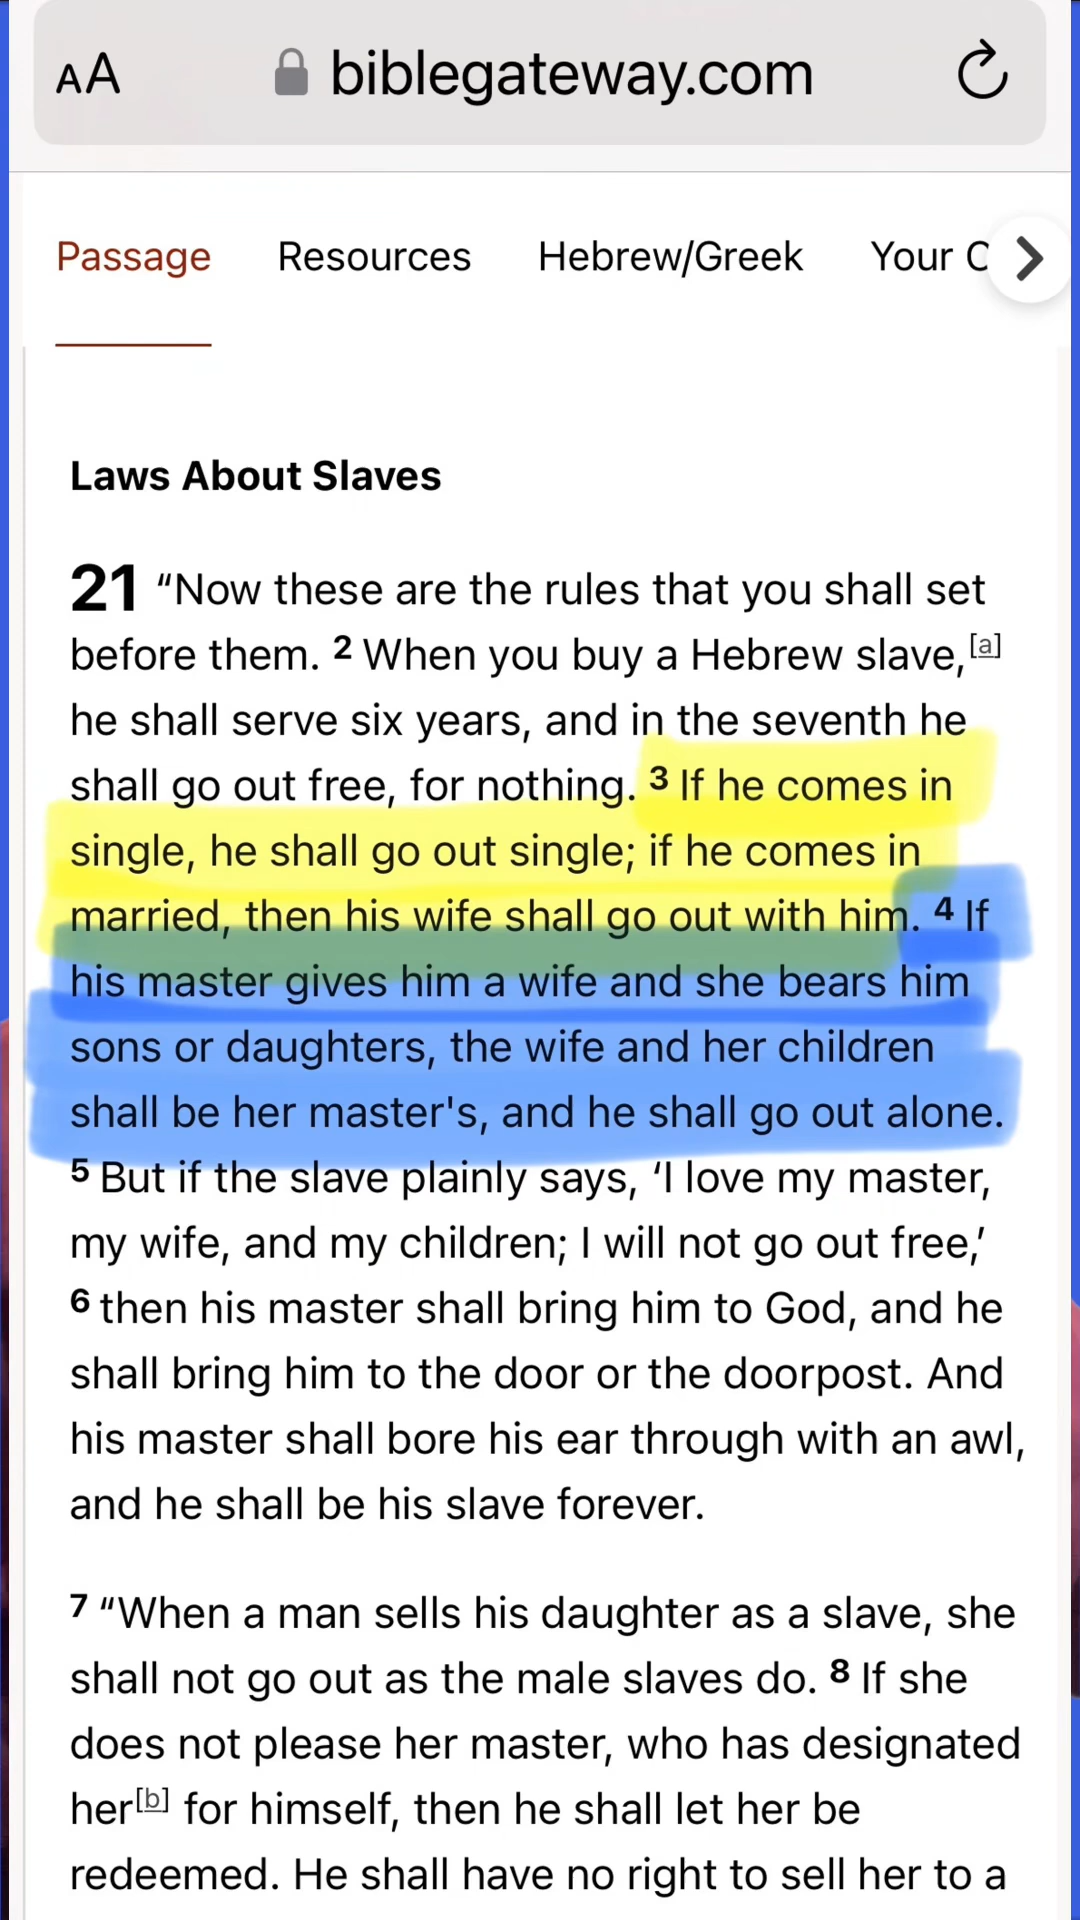 AA biblegateway.com
Passage Resources Hebrew/Greek Your C
Laws About Slaves
21 “Now these are the rules that you shall set
before them. 2 When you buy a Hebrew slave,[a]
he shall serve six years, and in the seventh he
shall go out free, for nothing. 3 If he comes in
single, he shall go out single; if he comes in
married, then his wife shall go out with him. 4 If
his master gives him a wife and she bears him
sons or daughters, the wife and her children
shall be her master's, and he shall go out alone.
5 But if the slave plainly says, ‘I love my master,
my wife, and my children; I will not go out free,’
6 then his master shall bring him to God, and he
shall bring him to the door or the doorpost. And
his master shall bore his ear through with an awl,
and he shall be his slave forever.
7 “When a man sells his daughter as a slave, she
shall not go out as the male slaves do. 8 If she
does not please her master, who has designated
her[b] for himself, then he shall let her be
redeemed. He shall have no right to sell her to a